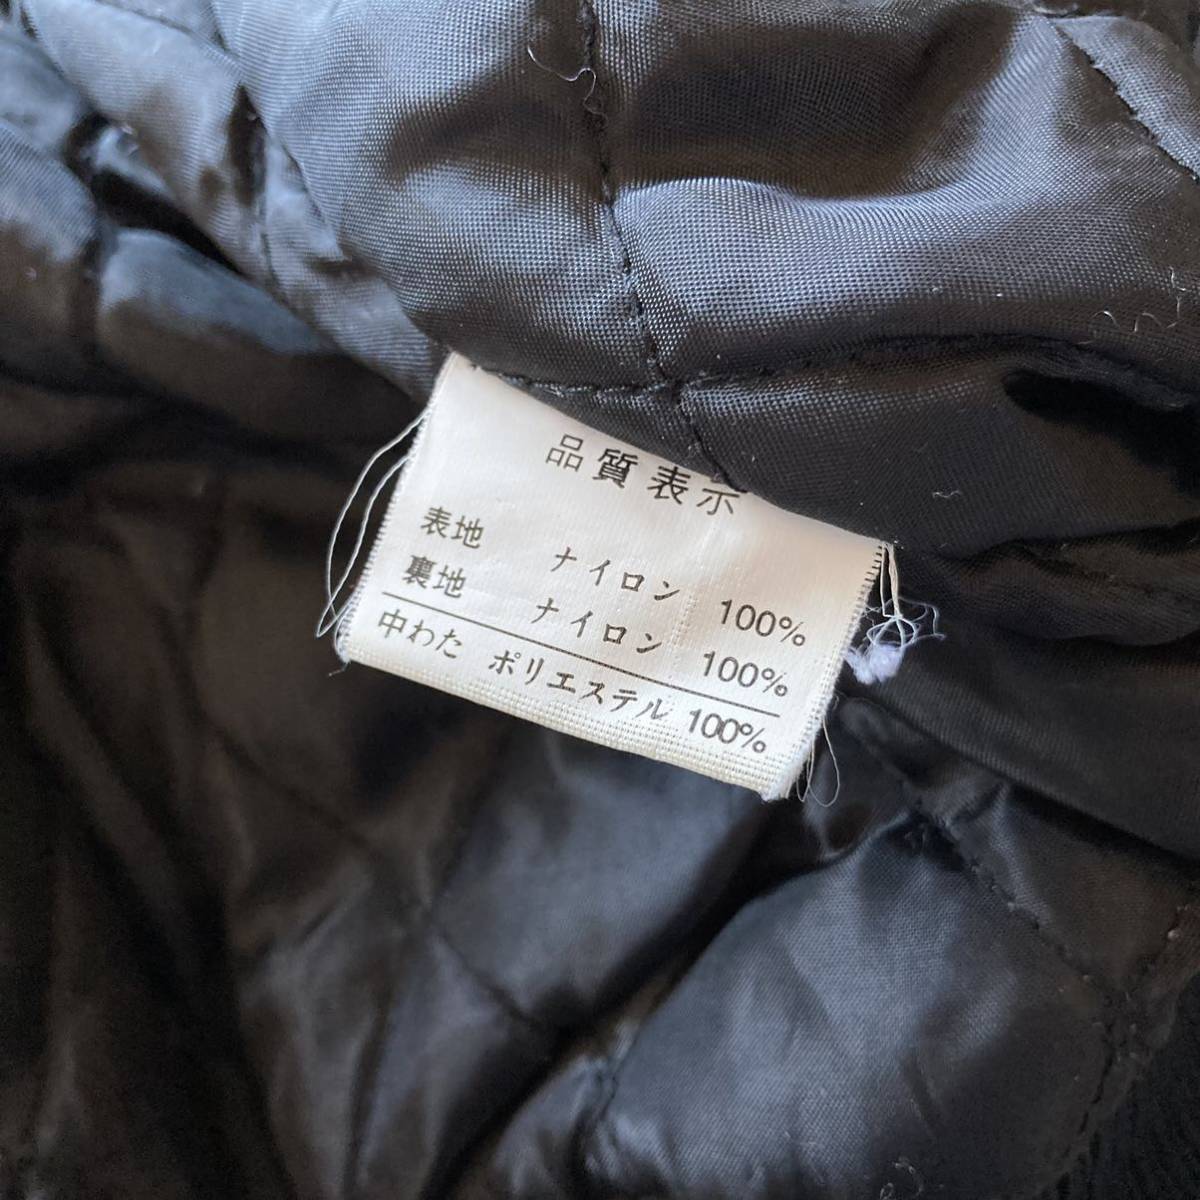 品質表示
表地 ナイロン 100%
裏地 ナイロン 100%
中わた ポリエステル 100%